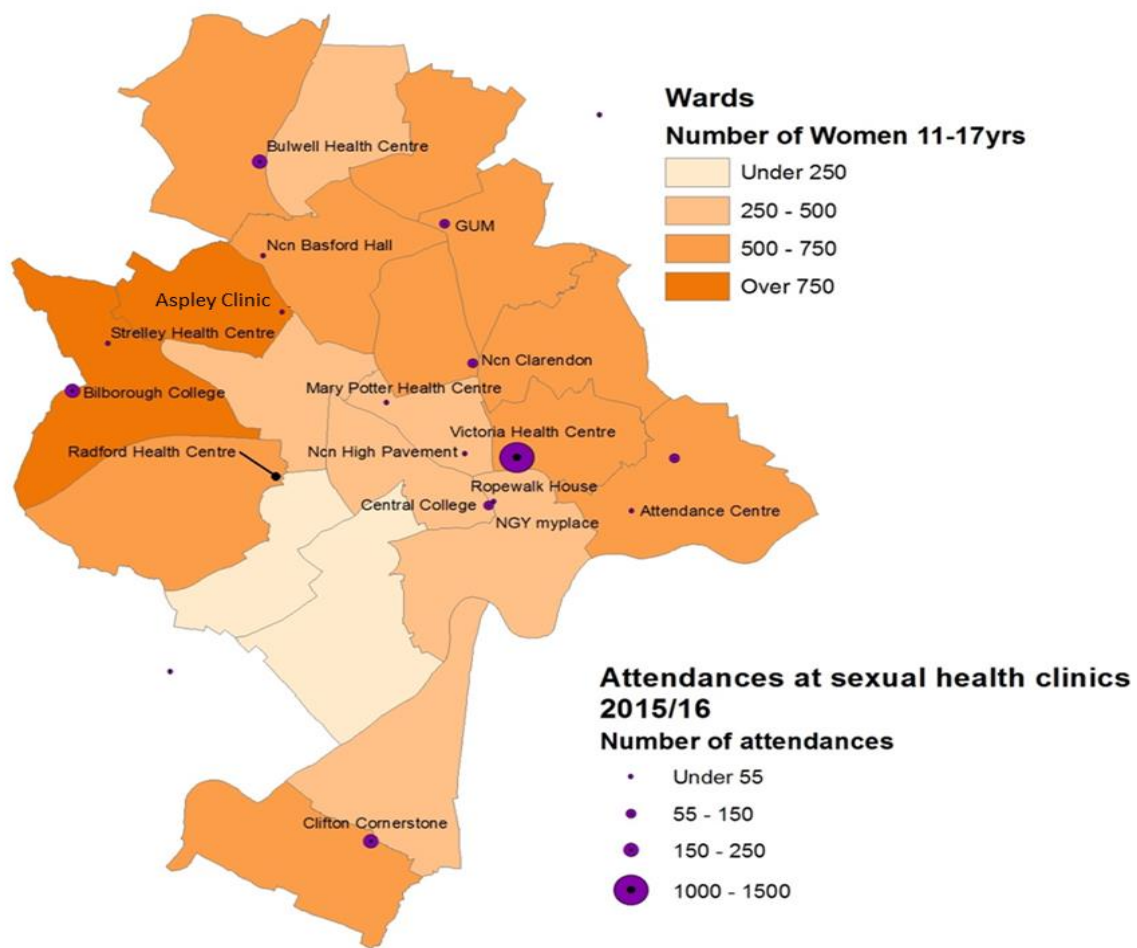 Wards
Number of Women 11-17yrs
Under 250
250 - 500
500 - 750
Over 750
Bulwell Health Centre
GUM
Ncn Basford Hall
Aspley Clinic
Strelley Health Centre
Ncn Clarendon
Mary Potter Health Centre
Bilborough College
Victoria Health Centre
Radford Health Centre
Ncn High Pavement
Ropewalk House
Central College
Attendance Centre
NGY myplace
Clifton Cornerstone
Attendances at sexual health clinics
2015/16
Number of attendances
Under 55
55 - 150
150 - 250
1000 - 1500